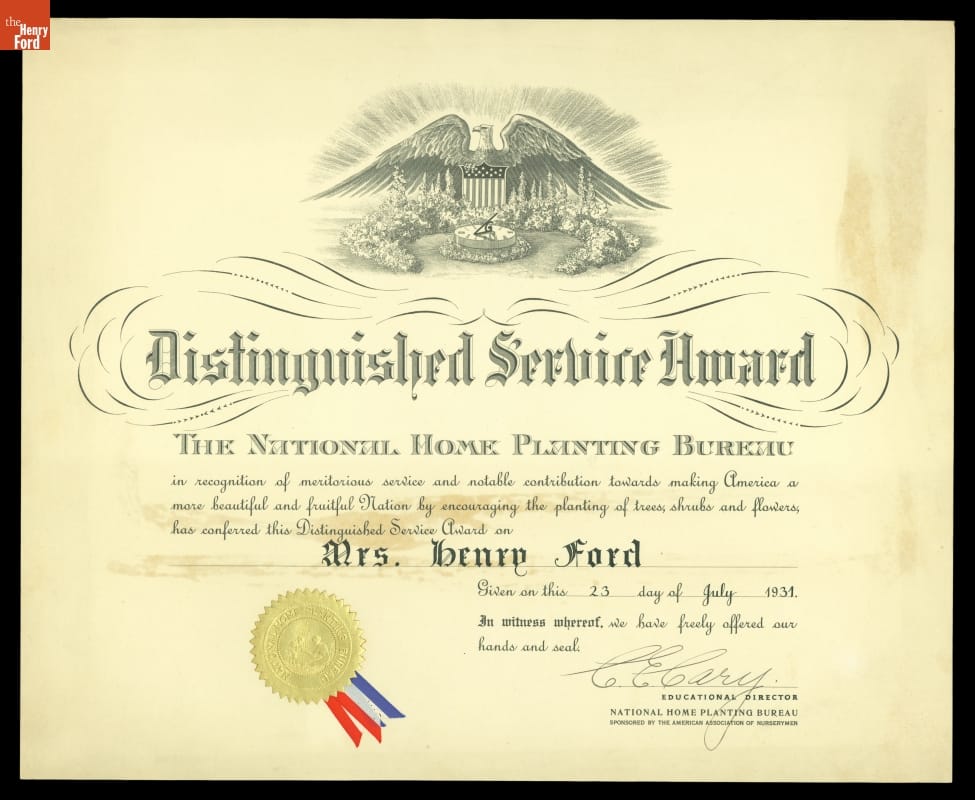 the
Henry
Ford
Distinguished Service Award
THE NATIONAL HOME PLANTING BUREAU
in recognition of meritorious service and notable contribution towards making America a
more beautiful and fruitful Nation by encouraging the planting of trees, shrubs and flowers,
has conferred this Distinguished Service Award on
Mrs. Henry Ford
Given on this 23 day of July 1931.
In witness whereof, we have freely offered our
hands and seal.
C. E. Cary.
EDUCATIONAL DIRECTOR
NATIONAL HOME PLANTING BUREAU
SPONSORED BY THE AMERICAN ASSOCIATION OF NURSERYMEN